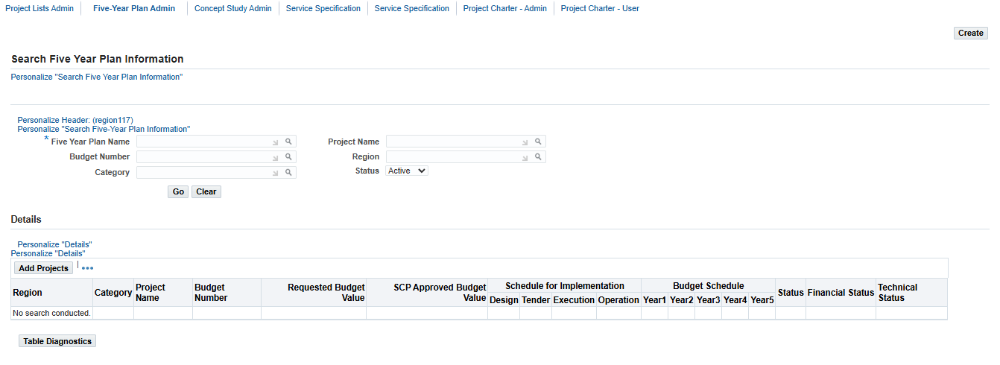 Project Lists Admin Five-Year Plan Admin Concept Study Admin Service Specification Service Specification Project Charter - Admin Project Charter - User
Create
Search Five Year Plan Information
Personalize "Search Five Year Plan Information"
Personalize Header: (region117)
Personalize "Search Five-Year Plan Information"
* Five Year Plan Name Project Name
Budget Number Region
Category Status Active
Go Clear
Details
Personalize "Details"
Personalize "Details"
Add Projects
Region Category Project Name Budget Number Requested Budget Value SCP Approved Budget Value Schedule for Implementation Budget Schedule Status Financial Status Technical Status
Design Tender Execution Operation Year1 Year2 Year3 Year4 Year5
No search conducted.
Table Diagnostics